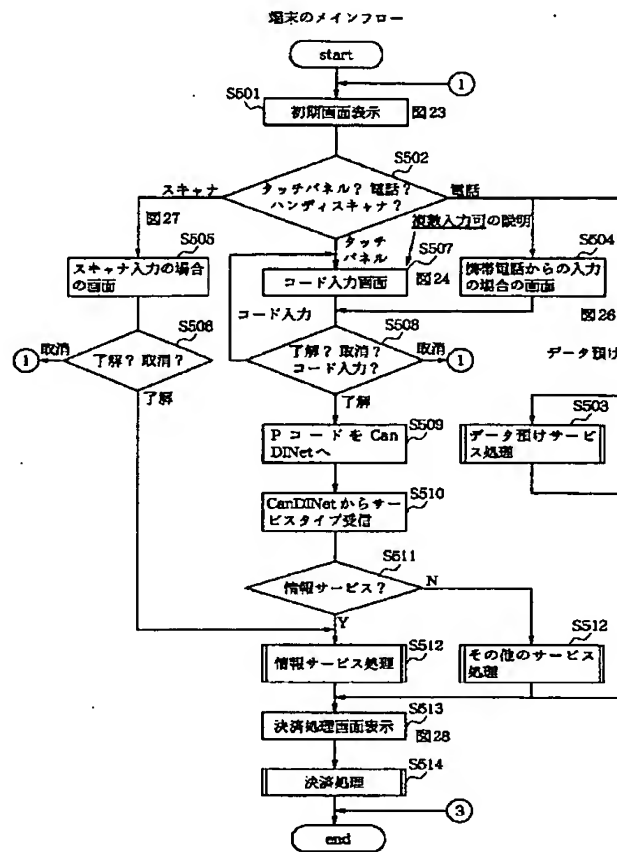 端末のメインフロー
start
1
S501
初期画面表示
図23
S502
タッチパネル？ 電話？
ハンディスキャナ？
スキャナ
電話
図27
タッチ
パネル
複数入力可の説明
S505
スキャナ入力の場合
の画面
S507
コード入力画面
図24
S504
携帯電話からの入力
の場合の画面
図26
コード入力
S506
了解？ 取消？
1
取消
了解
S508
了解？ 取消？
コード入力？
取消
1
了解
データ預け
S509
PコードをCan
DINetへ
S503
データ預けサービ
ス処理
S510
CanDINetからサー
ビスタイプ受信
S511
情報サービス？
N
Y
S512
情報サービス処理
S512
その他のサービス
処理
S513
決済処理画面表示
図28
S514
決済処理
3
end